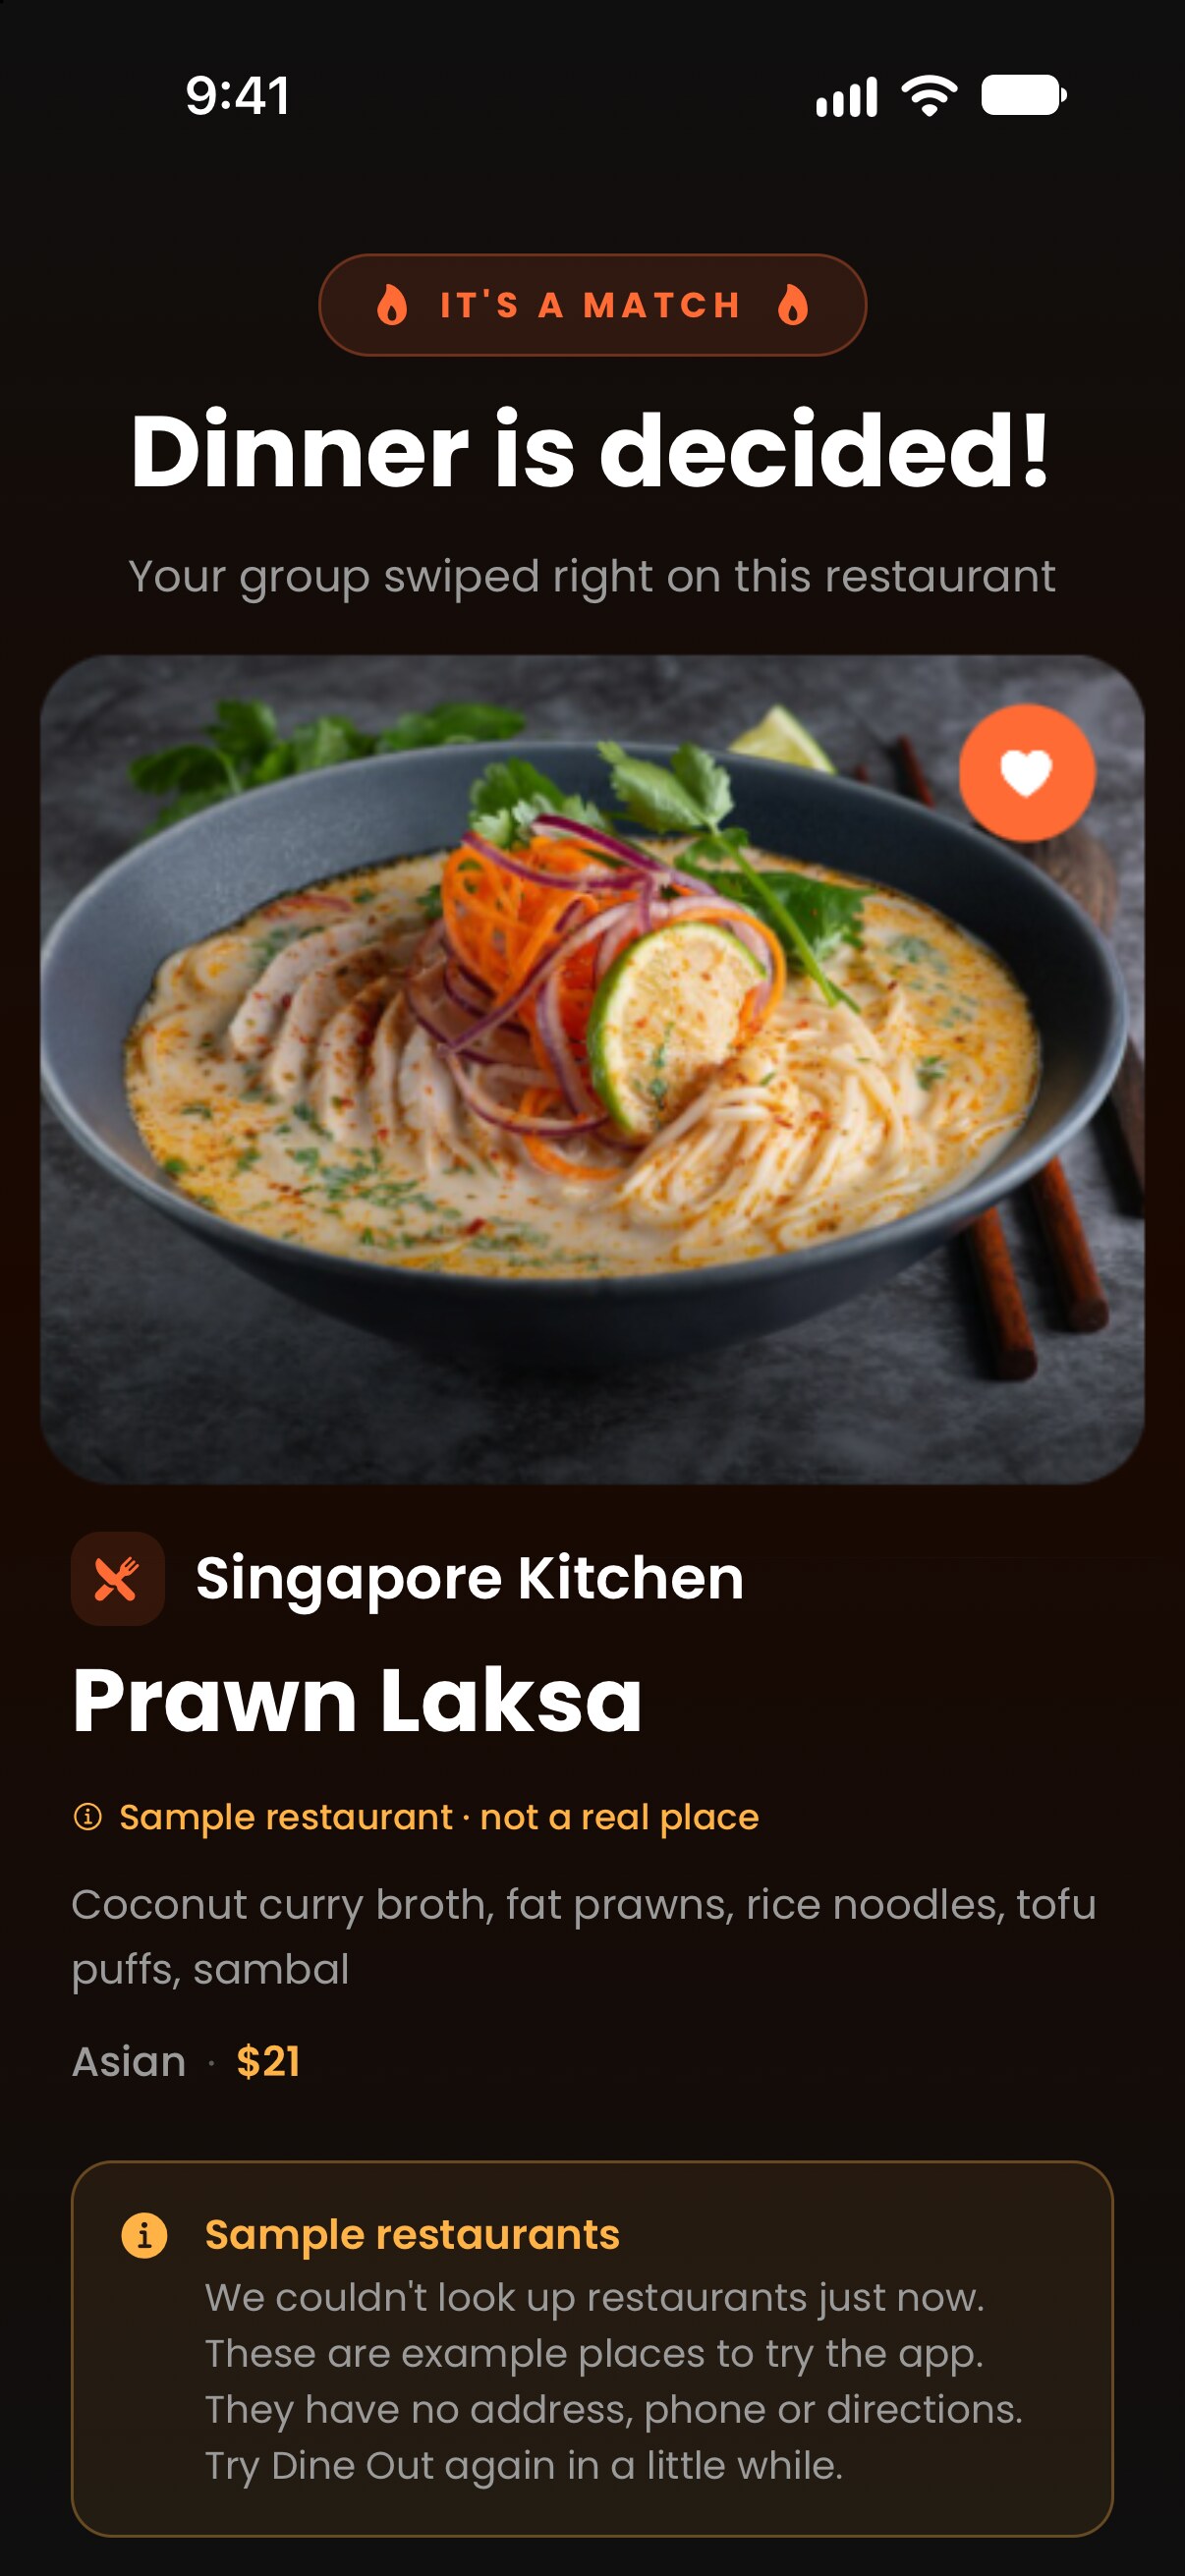 9:41
IT'S A MATCH
Dinner is decided!
Your group swiped right on this restaurant
Singapore Kitchen
Prawn Laksa
Sample restaurant · not a real place
Coconut curry broth, fat prawns, rice noodles, tofu
puffs, sambal
Asian · $21
Sample restaurants
We couldn't look up restaurants just now.
These are example places to try the app.
They have no address, phone or directions.
Try Dine Out again in a little while.